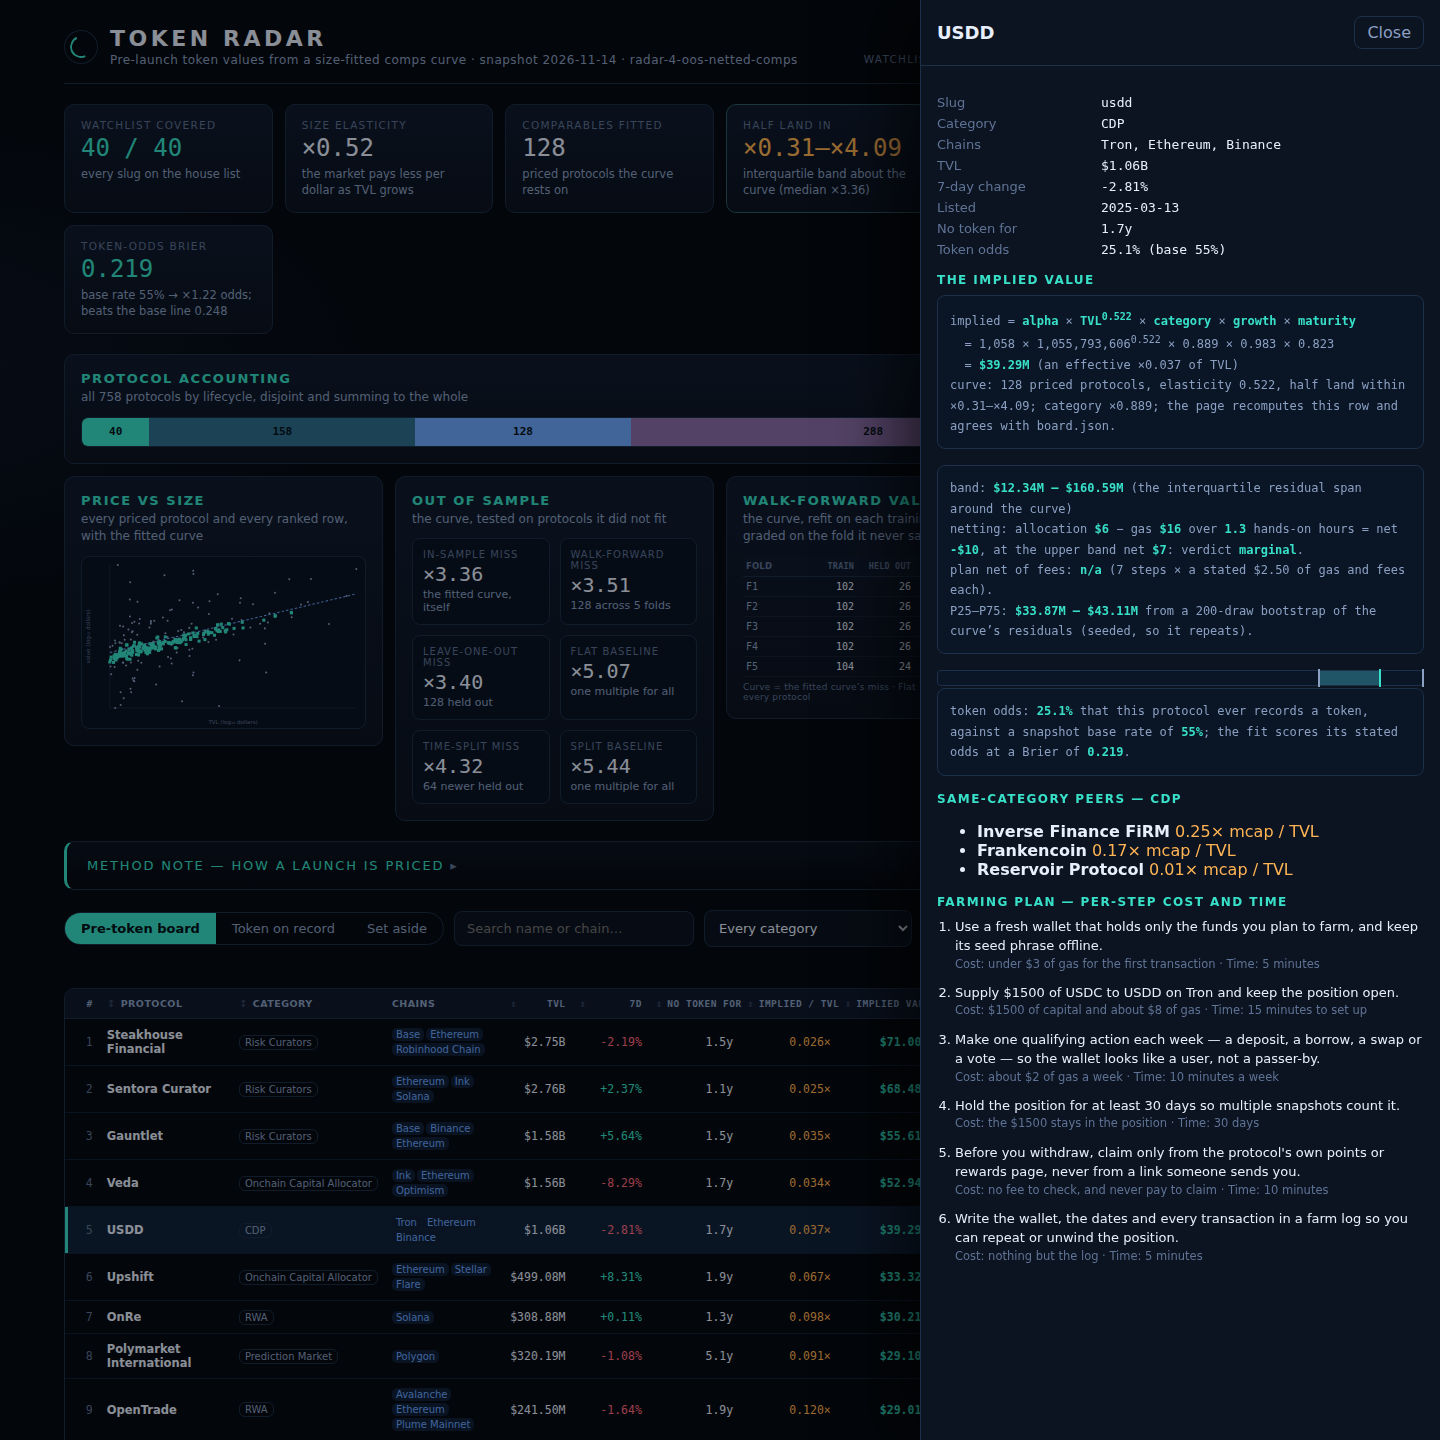 TOKEN RADAR
Pre-launch token values from a size-fitted comps curve · snapshot 2026-11-14 · radar-4-oos-netted-comps
WATCHLIST COVERED
40 / 40
every slug on the house list
SIZE ELASTICITY
×0.52
the market pays less per
dollar as TVL grows
COMPARABLES FITTED
128
priced protocols the curve
rests on
HALF LAND IN
×0.31—×4.09
interquartile band about the
curve (median ×3.36)
TOKEN-ODDS BRIER
0.219
base rate 55% → ×1.22 odds;
beats the base line 0.248
PROTOCOL ACCOUNTING
all 758 protocols by lifecycle, disjoint and summing to the whole
40 158 128 288
PRICE VS SIZE
every priced protocol and every ranked row,
with the fitted curve
value (log₁₀ dollars)
TVL (log₁₀ dollars)
OUT OF SAMPLE
the curve, tested on protocols it did not fit
IN-SAMPLE MISS
×3.36
the fitted curve,
itself
WALK-FORWARD
MISS
×3.51
128 across 5 folds
LEAVE-ONE-OUT
MISS
×3.40
128 held out
FLAT BASELINE
×5.07
one multiple for all
TIME-SPLIT MISS
×4.32
64 newer held out
SPLIT BASELINE
×5.44
one multiple for all
WALK-FORWARD VAL
the curve, refit on each traini
graded on the fold it never sa
FOLD TRAIN HELD OUT
F1 102 26
F2 102 26
F3 102 26
F4 102 26
F5 104 24
Curve = the fitted curve's miss · Flat
every protocol
METHOD NOTE — HOW A LAUNCH IS PRICED ▸
Pre-token board Token on record Set aside Search name or chain… Every category
# ↕ PROTOCOL ↕ CATEGORY CHAINS ↕ TVL ↕ 7D ↕ NO TOKEN FOR ↕ IMPLIED / TVL ↕ IMPLIED VA
1 Steakhouse Financial Risk Curators Base Ethereum Robinhood Chain $2.75B -2.19% 1.5y 0.026× $71.00
2 Sentora Curator Risk Curators Ethereum Ink Solana $2.76B +2.37% 1.1y 0.025× $68.48
3 Gauntlet Risk Curators Base Binance Ethereum $1.58B +5.64% 1.5y 0.035× $55.61
4 Veda Onchain Capital Allocator Ink Ethereum Optimism $1.56B -8.29% 1.7y 0.034× $52.94
5 USDD CDP Tron Ethereum Binance $1.06B -2.81% 1.7y 0.037× $39.29
6 Upshift Onchain Capital Allocator Ethereum Stellar Flare $499.08M +8.31% 1.9y 0.067× $33.32
7 OnRe RWA Solana $308.88M +0.11% 1.3y 0.098× $30.21
8 Polymarket International Prediction Market Polygon $320.19M -1.08% 5.1y 0.091× $29.10
9 OpenTrade RWA Avalanche Ethereum Plume Mainnet $241.50M -1.64% 1.9y 0.120× $29.01
USDD
Close
Slug usdd
Category CDP
Chains Tron, Ethereum, Binance
TVL $1.06B
7-day change -2.81%
Listed 2025-03-13
No token for 1.7y
Token odds 25.1% (base 55%)
THE IMPLIED VALUE
implied = alpha × TVL^0.522 × category × growth × maturity
= 1,058 × 1,055,793,606^0.522 × 0.889 × 0.983 × 0.823
= $39.29M (an effective ×0.037 of TVL)
curve: 128 priced protocols, elasticity 0.522, half land within
×0.31—×4.09; category ×0.889; the page recomputes this row and
agrees with board.json.
band: $12.34M — $160.59M (the interquartile residual span
around the curve)
netting: allocation $6 − gas $16 over 1.3 hands-on hours = net
-$10, at the upper band net $7: verdict marginal.
plan net of fees: n/a (7 steps × a stated $2.50 of gas and fees
each).
P25—P75: $33.87M — $43.11M from a 200-draw bootstrap of the
curve’s residuals (seeded, so it repeats).
token odds: 25.1% that this protocol ever records a token,
against a snapshot base rate of 55%; the fit scores its stated
odds at a Brier of 0.219.
SAME-CATEGORY PEERS — CDP
• Inverse Finance FiRM 0.25× mcap / TVL
• Frankencoin 0.17× mcap / TVL
• Reservoir Protocol 0.01× mcap / TVL
FARMING PLAN — PER-STEP COST AND TIME
1. Use a fresh wallet that holds only the funds you plan to farm, and keep
its seed phrase offline.
Cost: under $3 of gas for the first transaction · Time: 5 minutes
2. Supply $1500 of USDC to USDD on Tron and keep the position open.
Cost: $1500 of capital and about $8 of gas · Time: 15 minutes to set up
3. Make one qualifying action each week — a deposit, a borrow, a swap or
a vote — so the wallet looks like a user, not a passer-by.
Cost: about $2 of gas a week · Time: 10 minutes a week
4. Hold the position for at least 30 days so multiple snapshots count it.
Cost: the $1500 stays in the position · Time: 30 days
5. Before you withdraw, claim only from the protocol's own points or
rewards page, never from a link someone sends you.
Cost: no fee to check, and never pay to claim · Time: 10 minutes
6. Write the wallet, the dates and every transaction in a farm log so you
can repeat or unwind the position.
Cost: nothing but the log · Time: 5 minutes